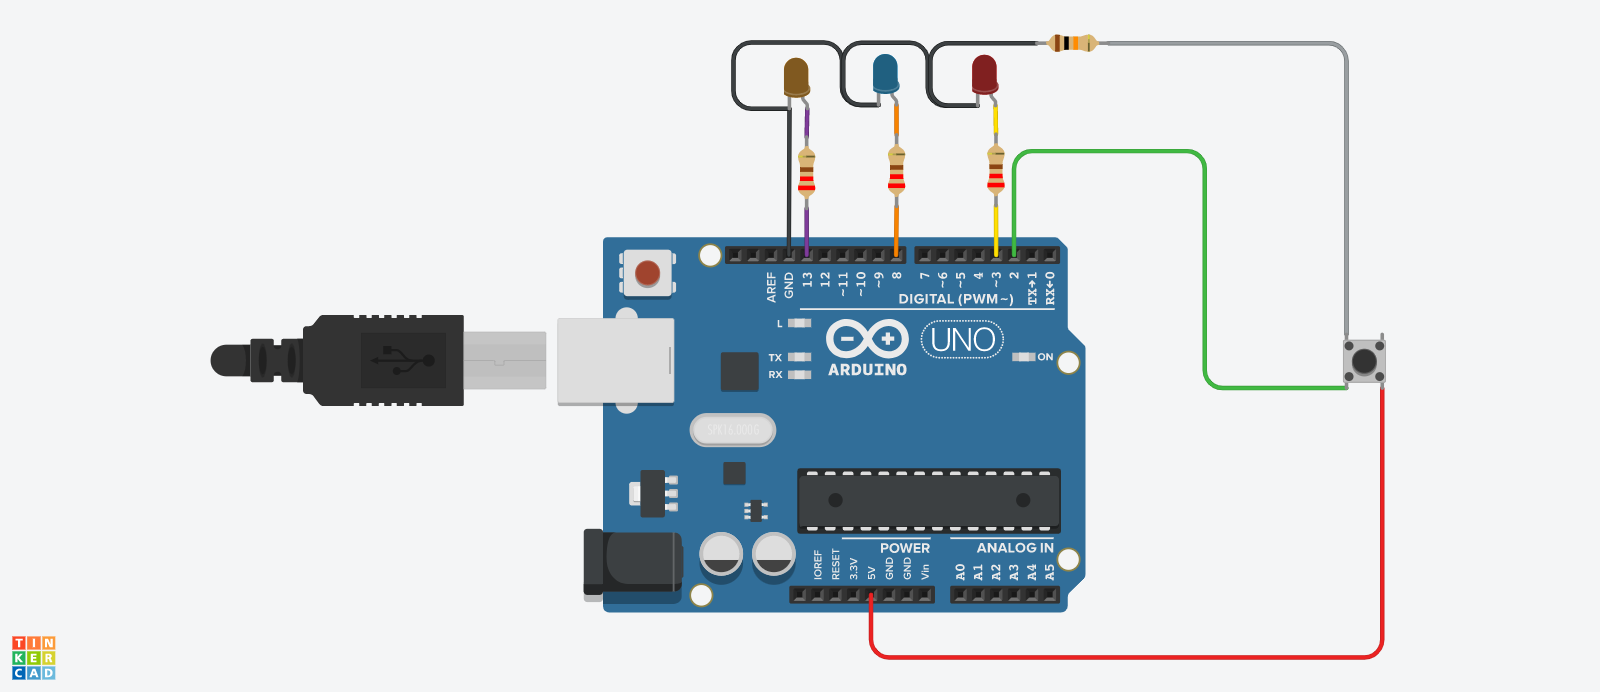 AREF
GND
13
12
~11
~10
~9
8
7
~6
~5
4
~3
2
TX→1
RX←0
DIGITAL (PWM~)
L
TX
RX
ARDUINO
UNO
ON
SPK16.000G
POWER
ANALOG IN
IOREF
RESET
3.3V
5V
GND
GND
Vin
A0
A1
A2
A3
A4
A5
TIN
KER
CAD